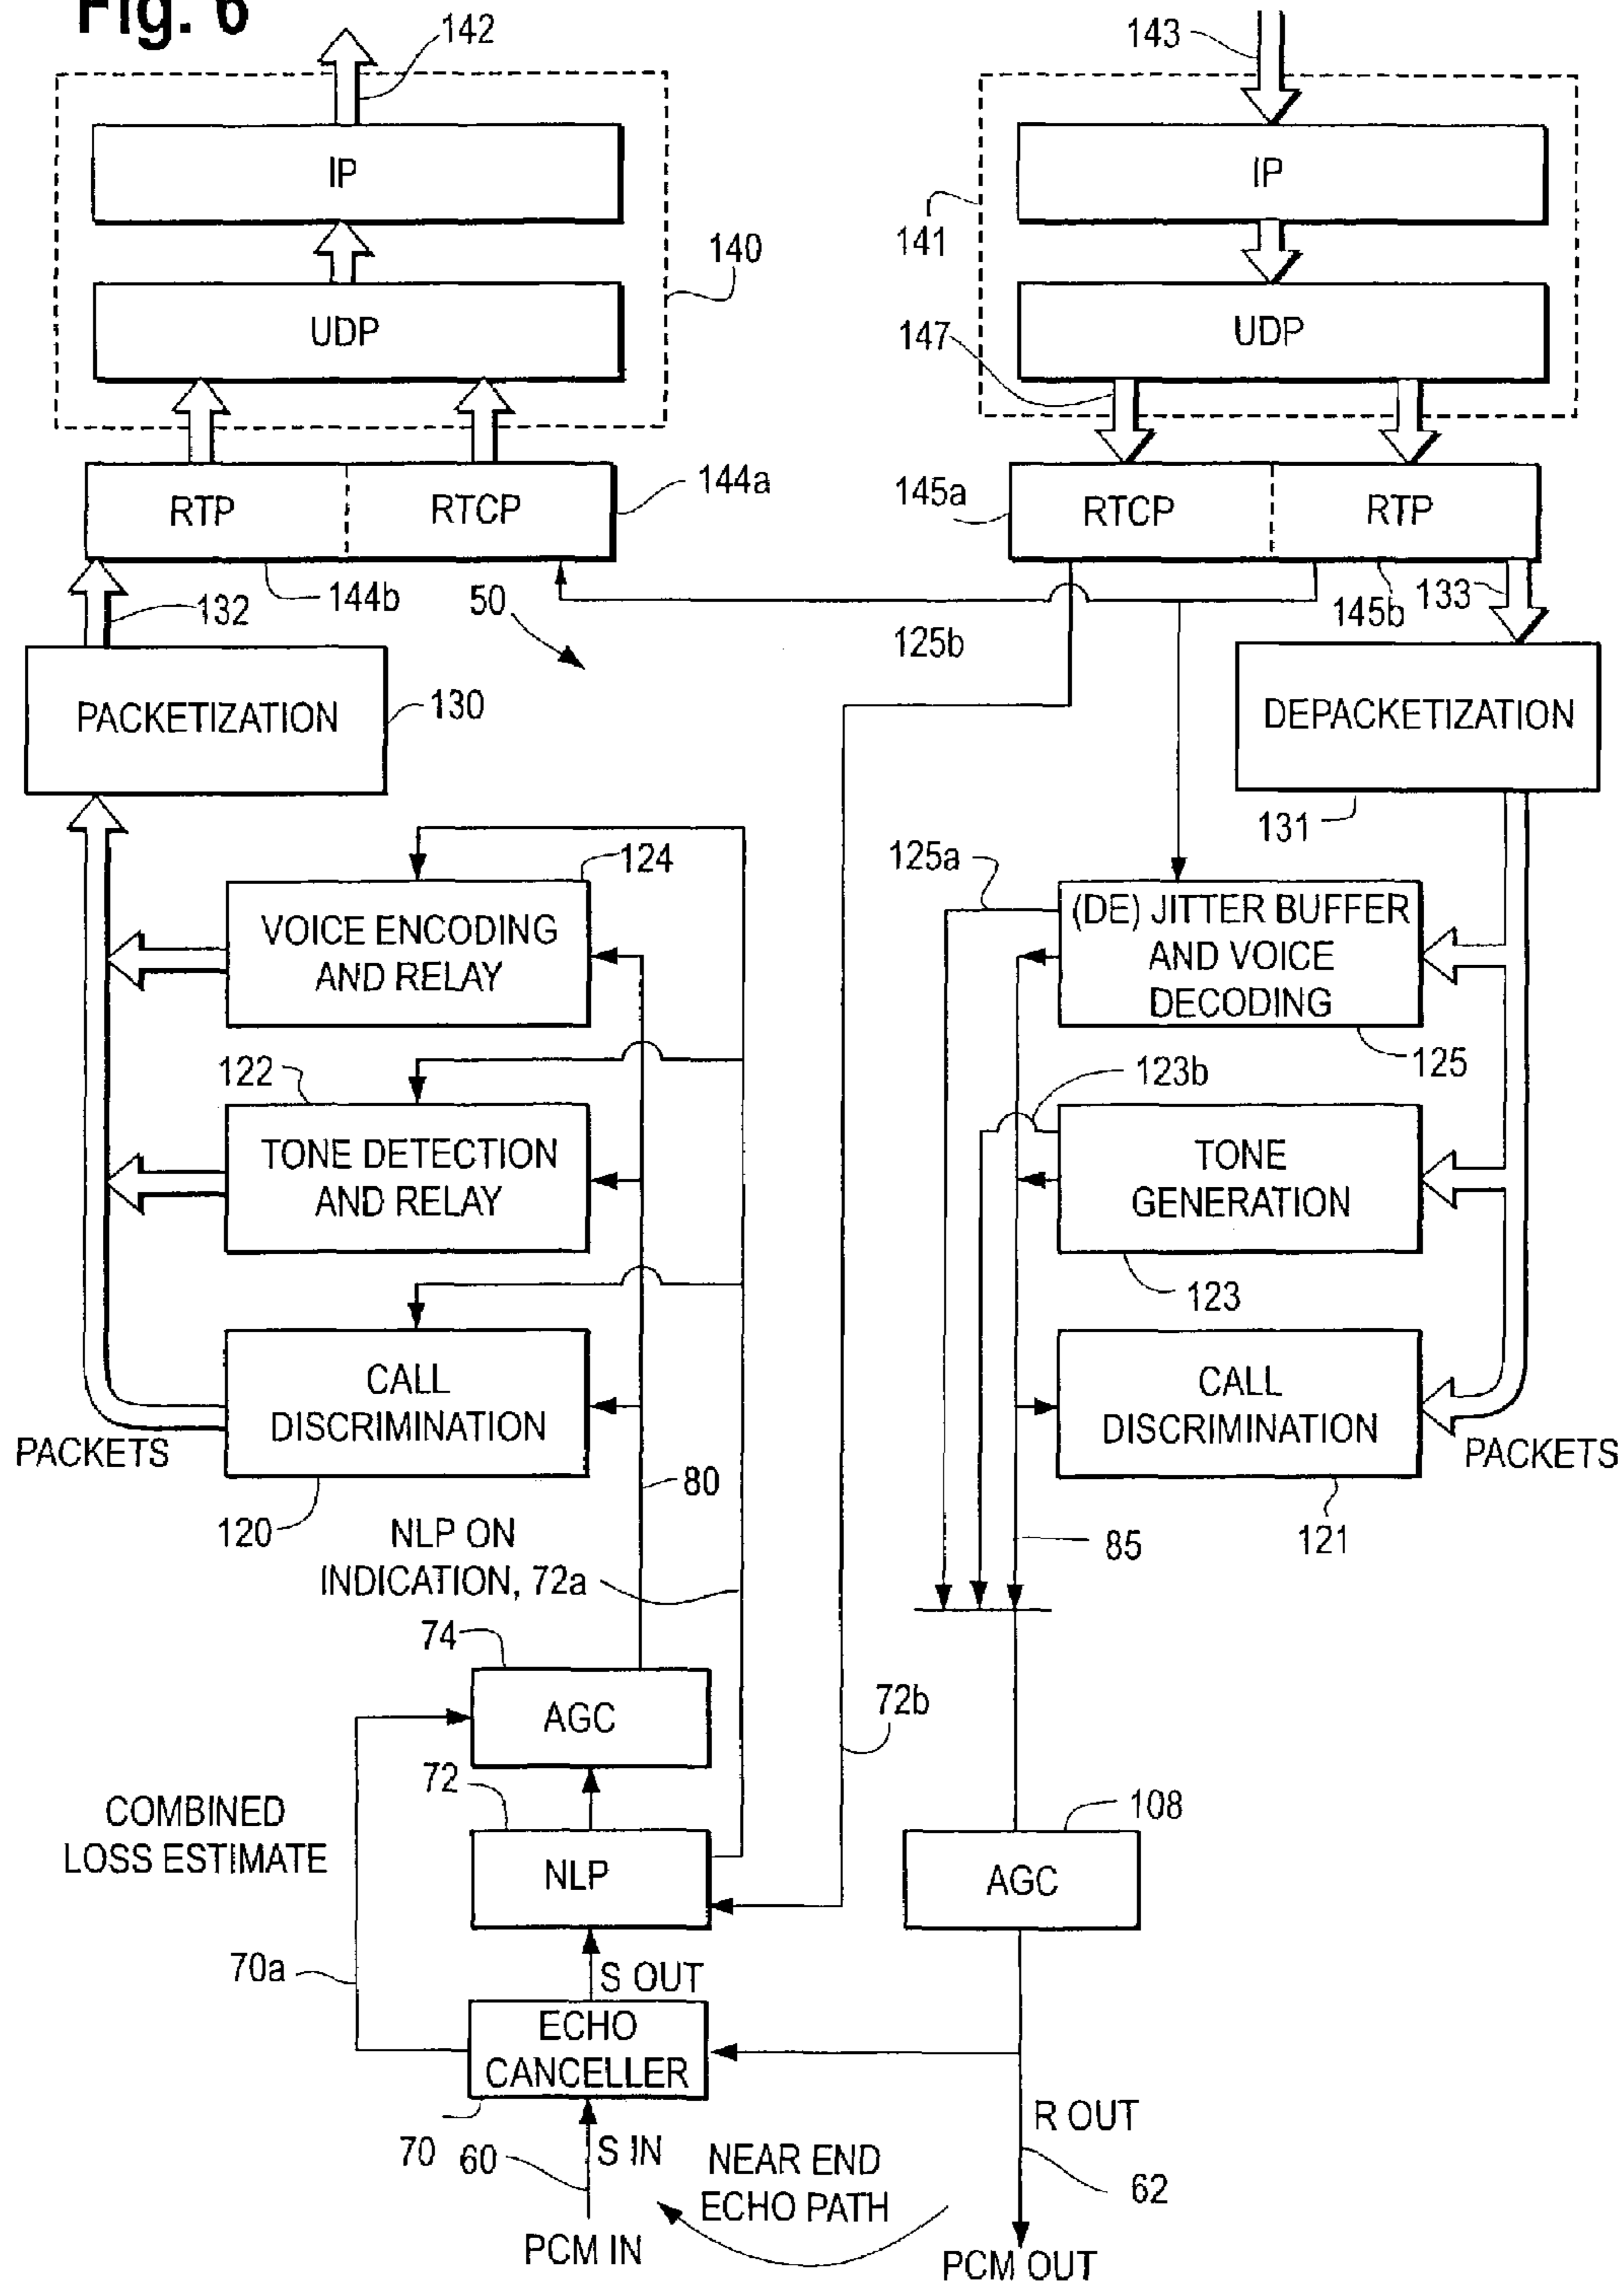 Fig. 6
142
143
IP
IP
140
141
UDP
UDP
147
RTP
RTCP
144a
145a
RTCP
RTP
132
144b
50
125b
145b
133
PACKETIZATION
130
DEPACKETIZATION
131
124
125a
VOICE ENCODING
AND RELAY
(DE) JITTER BUFFER
AND VOICE
DECODING
125
122
123b
TONE DETECTION
AND RELAY
TONE
GENERATION
123
CALL
DISCRIMINATION
CALL
DISCRIMINATION
PACKETS
PACKETS
80
120
NLP ON
INDICATION, 72a
85
121
74
AGC
72b
72
COMBINED
LOSS ESTIMATE
NLP
108
AGC
70a
S OUT
ECHO
CANCELLER
R OUT
70
60
S IN
NEAR END
ECHO PATH
62
PCM IN
PCM OUT